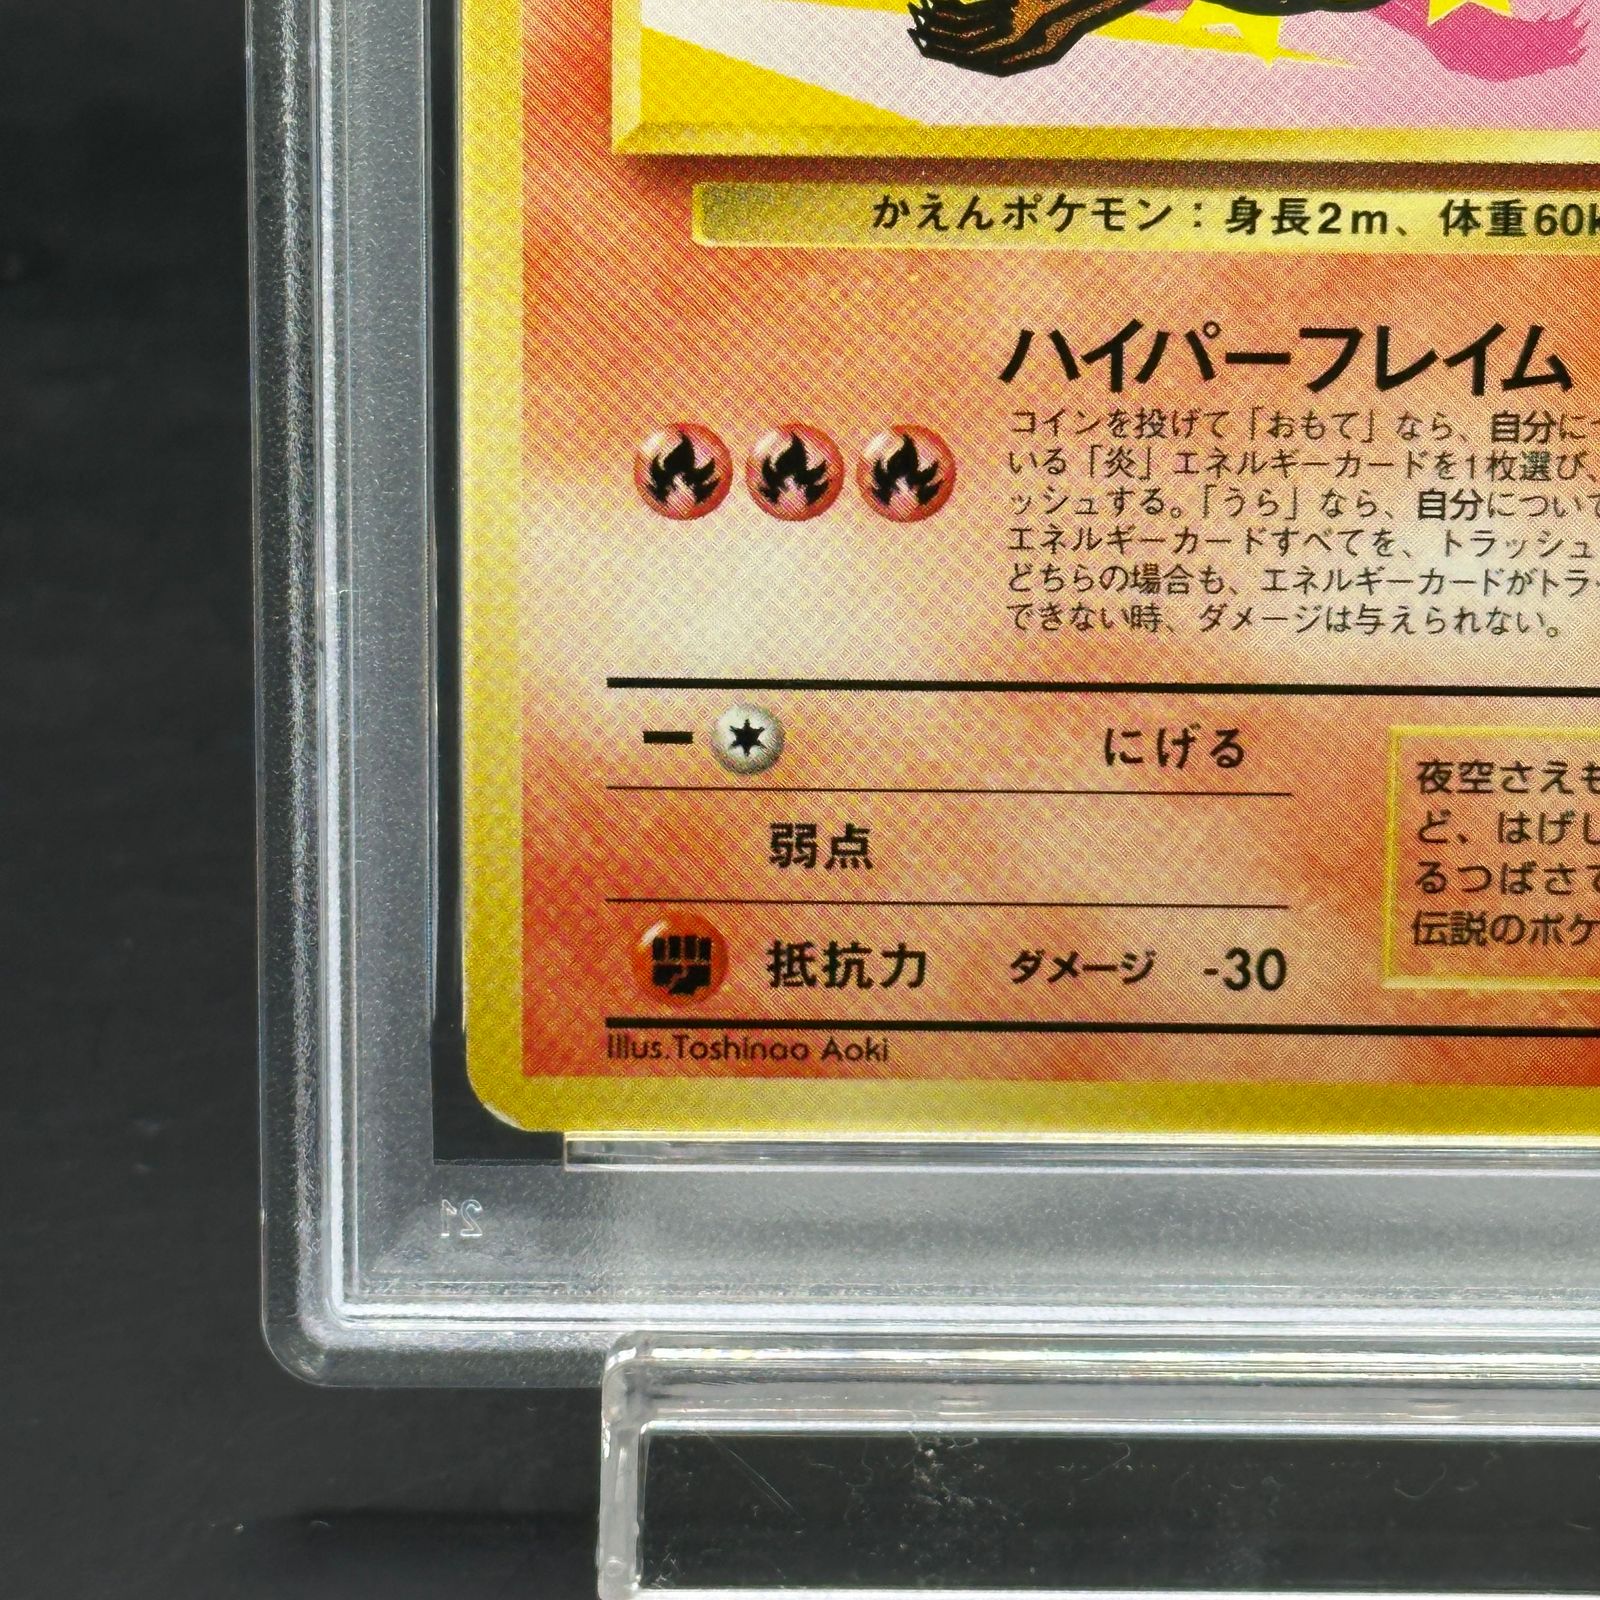 かえんポケモン：身長2m、体重60k
ハイパーフレイム
コインを投げて「おもて」なら、自分につ
いる「炎」エネルギーカードを1枚選び、
ッシュする。「うら」なら、自分について
エネルギーカードすべてを、トラッシュ
どちらの場合も、エネルギーカードがトラ
できない時、ダメージは与えられない。
にげる
弱点
抵抗力 ダメージ -30
夜空さえも
ど、はげし
るつばさで
伝説のポケ
Illus.Toshinao Aoki
21